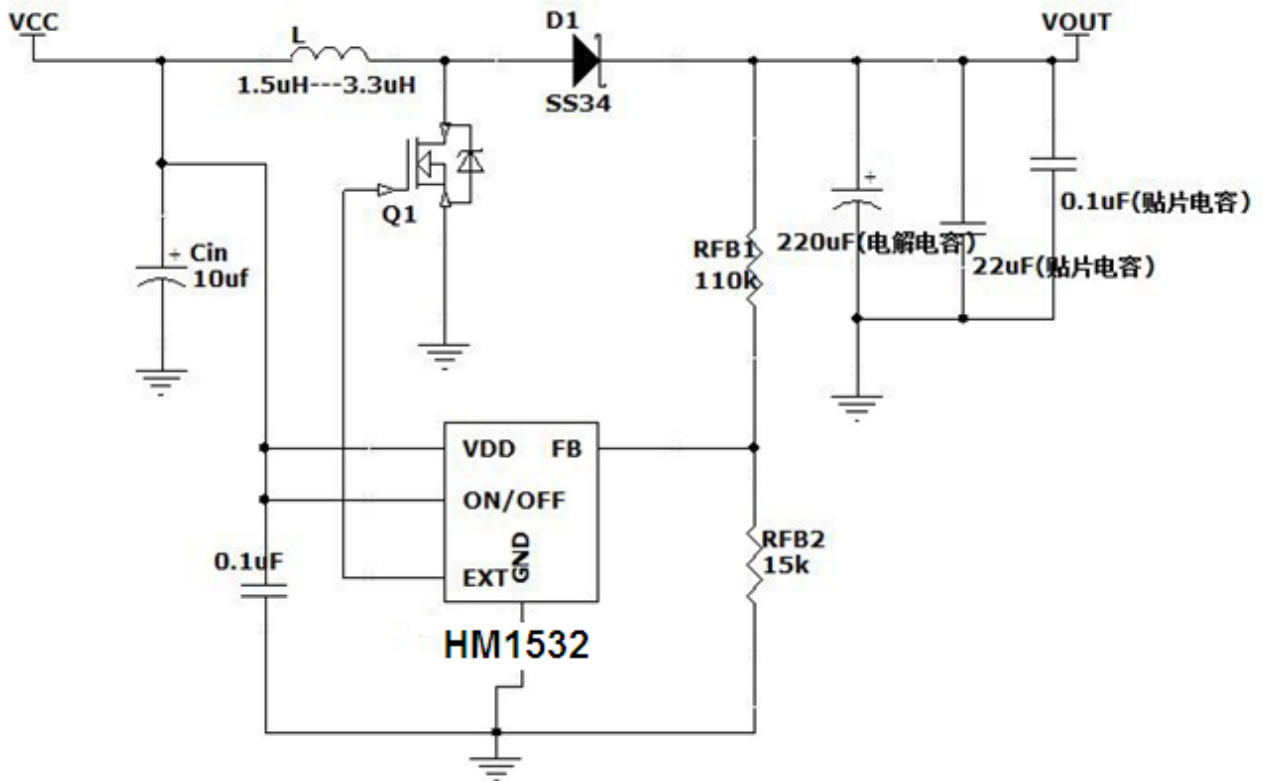 VCC
L
1.5uH---3.3uH
D1
SS34
VOUT
Q1
Cin
10uf
+
RFB1
110k
+
220uF(电解电容)
22uF(贴片电容)
0.1uF(贴片电容)
VDD
FB
ON/OFF
EXT
GND
0.1uF
RFB2
15k
HM1532